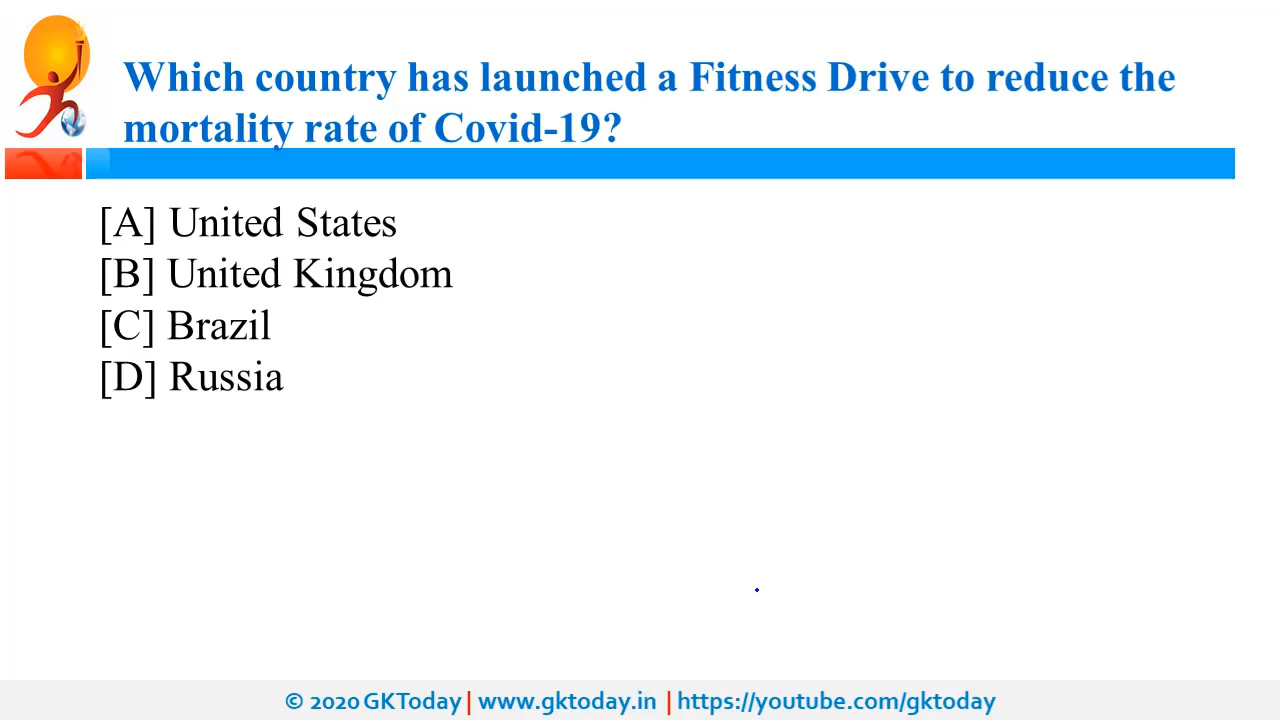 Which country has launched a Fitness Drive to reduce the
mortality rate of Covid-19?
[A] United States
[B] United Kingdom
[C] Brazil
[D] Russia
© 2020 GKToday | www.gktoday.in | https://youtube.com/gktoday